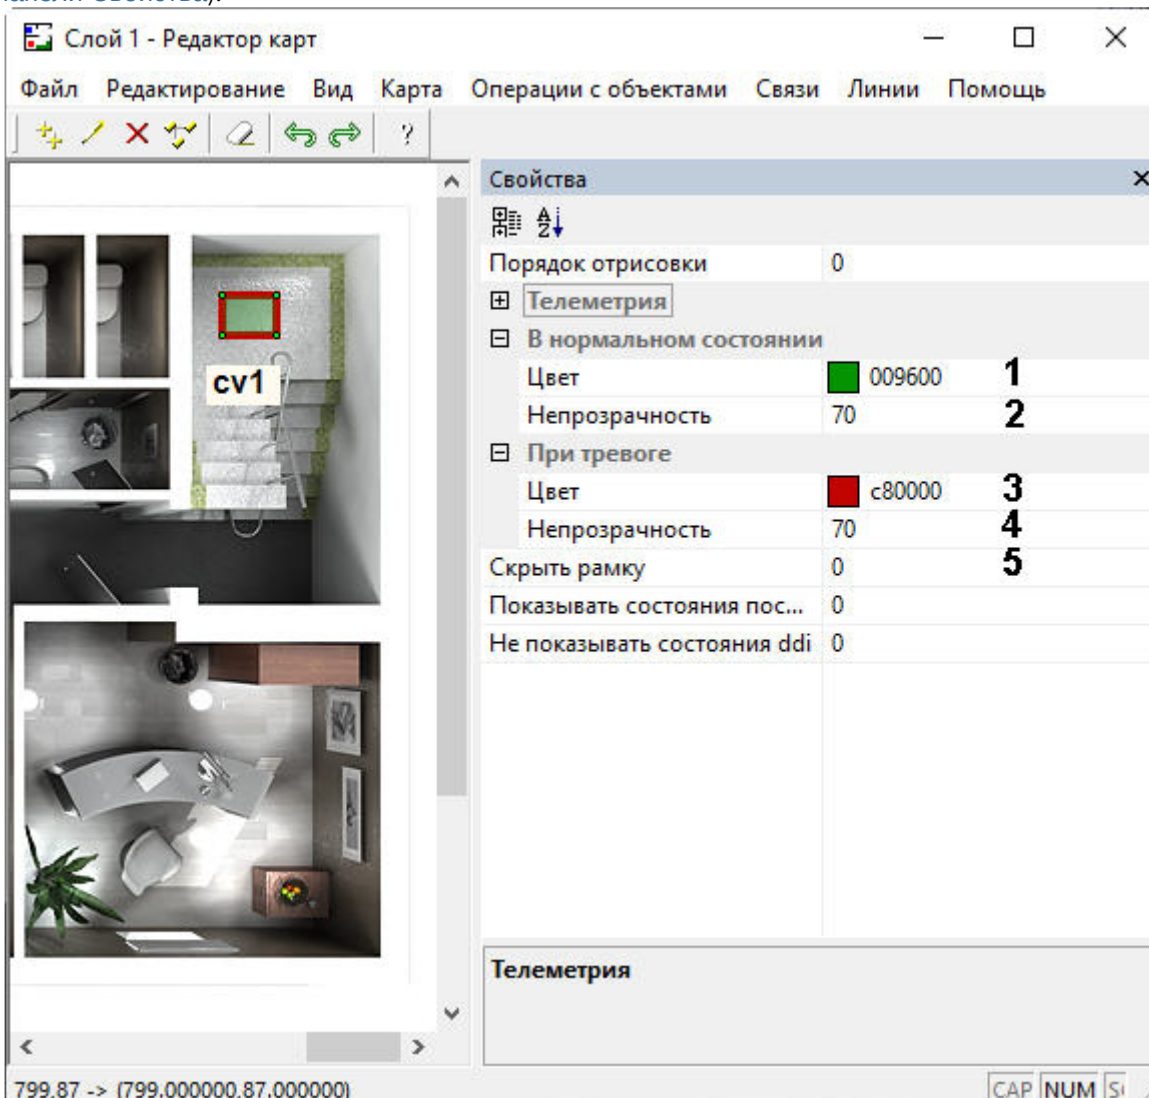 Свойства).
Слой 1 - Редактор карт
Файл Редактирование Вид Карта Операции с объектами Связи Линии Помощь
?
Свойства
Порядок отрисовки 0
Телеметрия
В нормальном состоянии
cv1
Цвет 009600 1
Непрозрачность 70 2
При тревоге
Цвет c80000 3
Непрозрачность 70 4
Скрыть рамку 0 5
Показывать состояния пос... 0
Не показывать состояния ddi 0
Телеметрия
799,87 -> (799.000000,87.000000)
CAP NUM